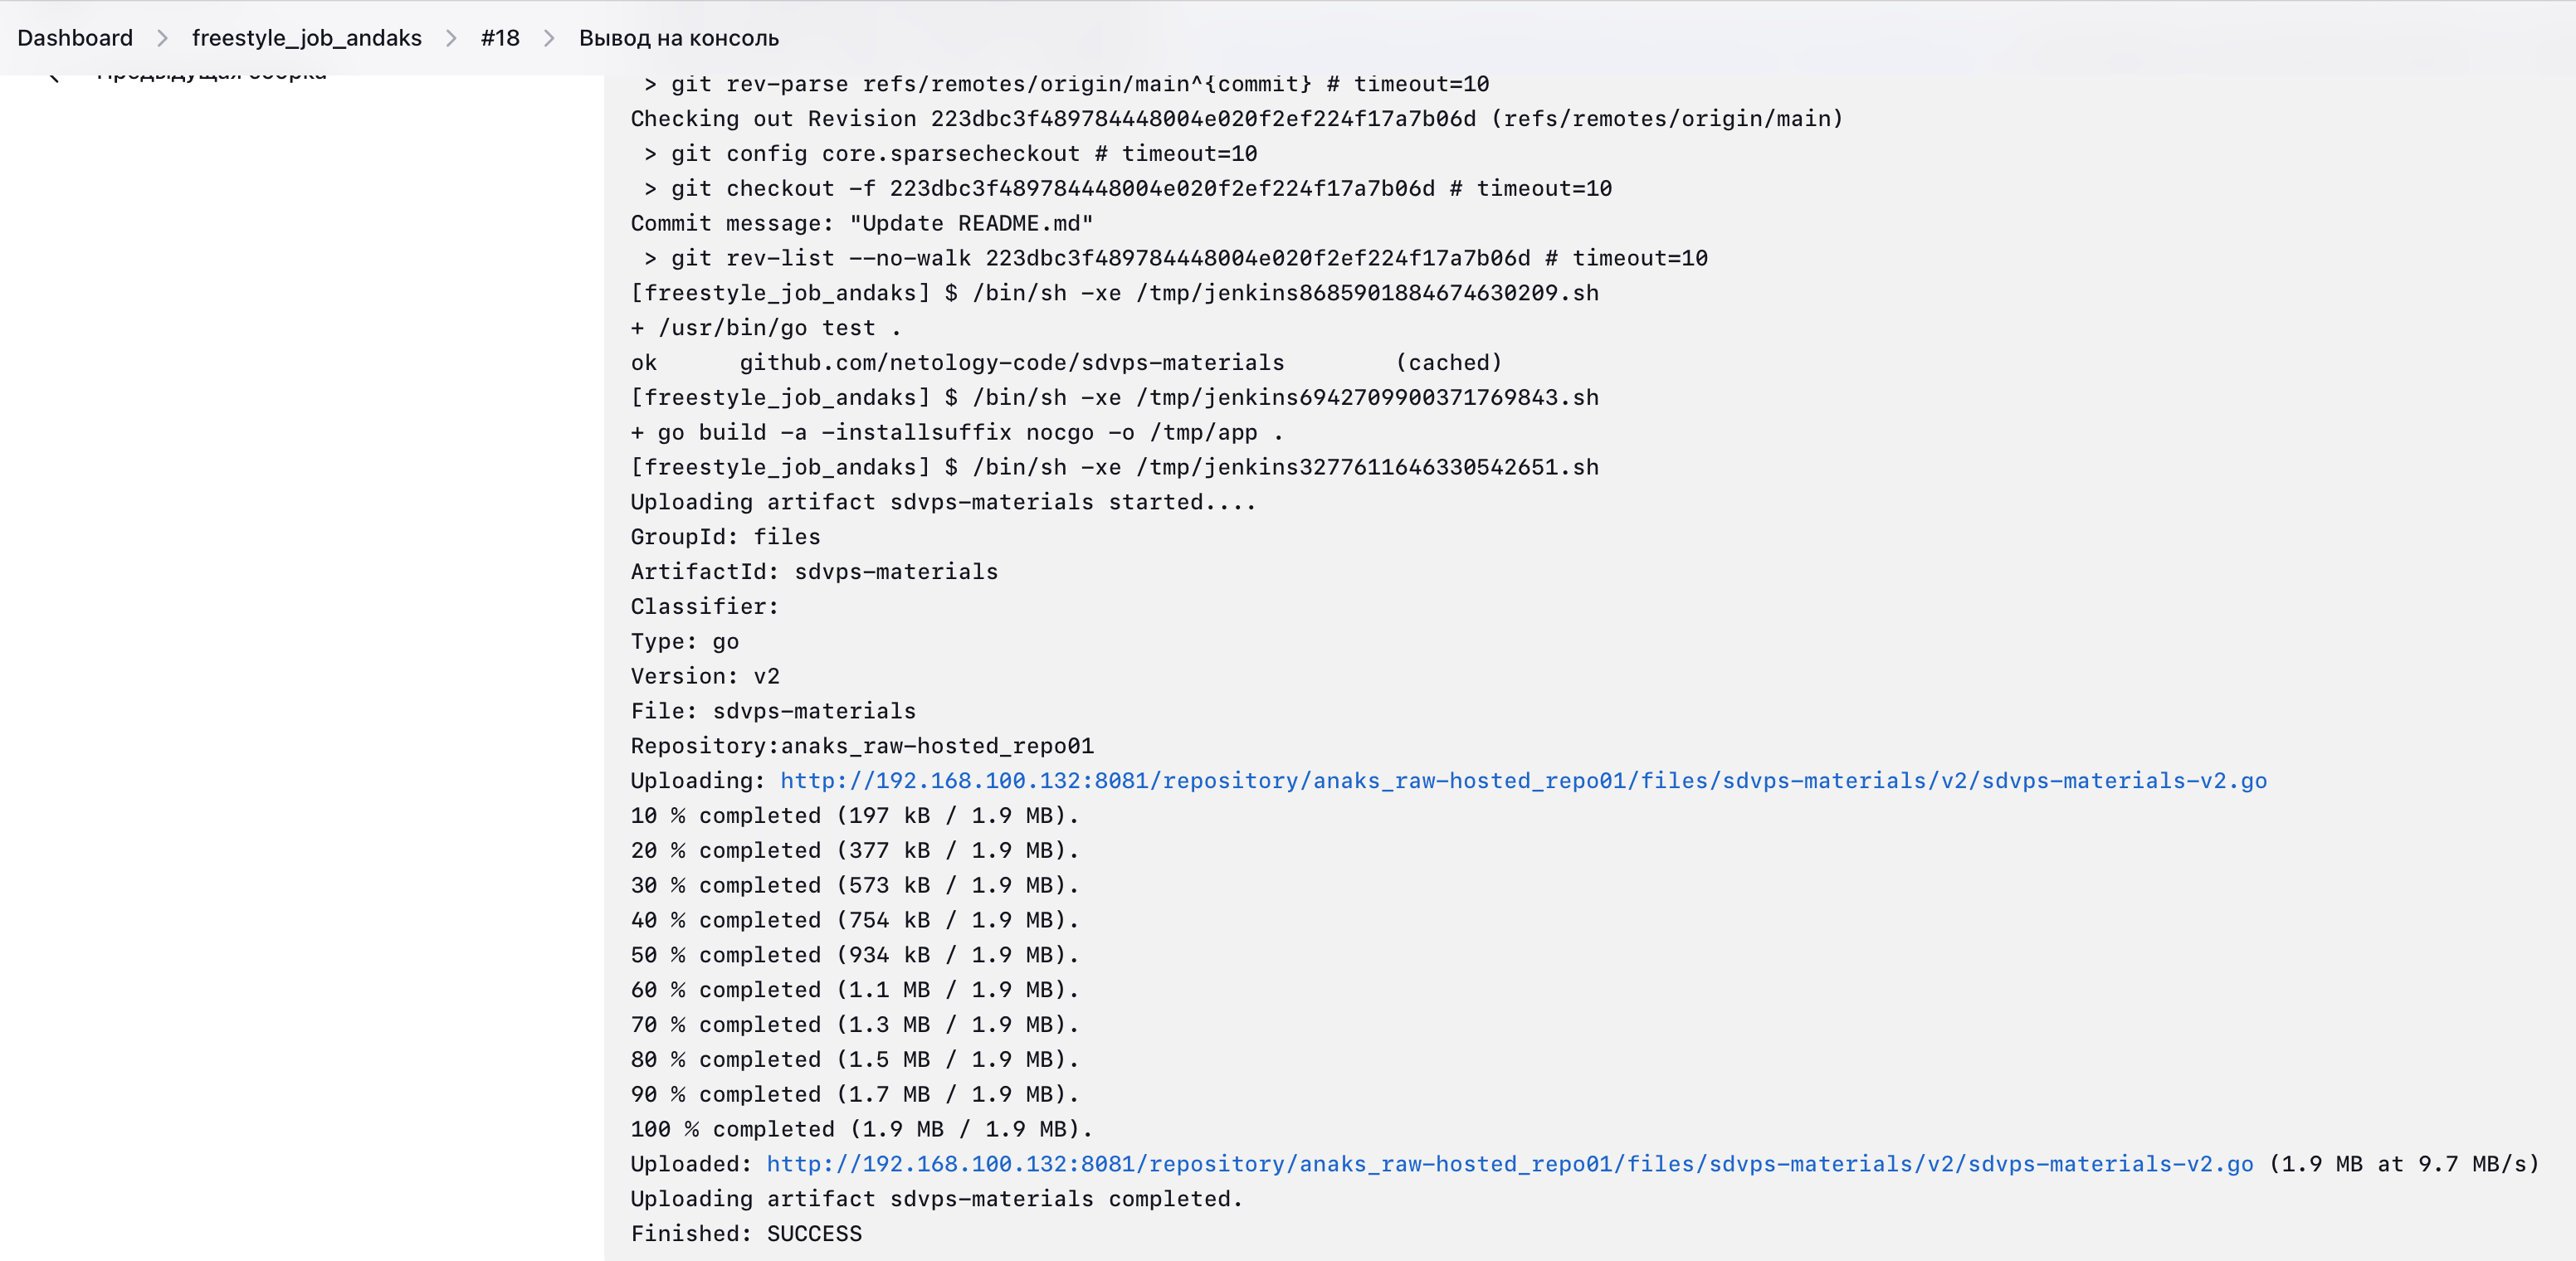 Dashboard > freestyle_job_andaks > #18 > Вывод на консоль
Предыдущая сборка
> git rev-parse refs/remotes/origin/main^{commit} # timeout=10
Checking out Revision 223dbc3f489784448004e020f2ef224f17a7b06d (refs/remotes/origin/main)
> git config core.sparsecheckout # timeout=10
> git checkout -f 223dbc3f489784448004e020f2ef224f17a7b06d # timeout=10
Commit message: "Update README.md"
> git rev-list --no-walk 223dbc3f489784448004e020f2ef224f17a7b06d # timeout=10
[freestyle_job_andaks] $ /bin/sh -xe /tmp/jenkins8685901884674630209.sh
+ /usr/bin/go test .
ok github.com/netology-code/sdvps-materials (cached)
[freestyle_job_andaks] $ /bin/sh -xe /tmp/jenkins6942709900371769843.sh
+ go build -a -installsuffix nocgo -o /tmp/app .
[freestyle_job_andaks] $ /bin/sh -xe /tmp/jenkins3277611646330542651.sh
Uploading artifact sdvps-materials started....
GroupId: files
ArtifactId: sdvps-materials
Classifier:
Type: go
Version: v2
File: sdvps-materials
Repository:anaks_raw-hosted_repo01
Uploading: http://192.168.100.132:8081/repository/anaks_raw-hosted_repo01/files/sdvps-materials/v2/sdvps-materials-v2.go
10 % completed (197 kB / 1.9 MB).
20 % completed (377 kB / 1.9 MB).
30 % completed (573 kB / 1.9 MB).
40 % completed (754 kB / 1.9 MB).
50 % completed (934 kB / 1.9 MB).
60 % completed (1.1 MB / 1.9 MB).
70 % completed (1.3 MB / 1.9 MB).
80 % completed (1.5 MB / 1.9 MB).
90 % completed (1.7 MB / 1.9 MB).
100 % completed (1.9 MB / 1.9 MB).
Uploaded: http://192.168.100.132:8081/repository/anaks_raw-hosted_repo01/files/sdvps-materials/v2/sdvps-materials-v2.go (1.9 MB at 9.7 MB/s)
Uploading artifact sdvps-materials completed.
Finished: SUCCESS